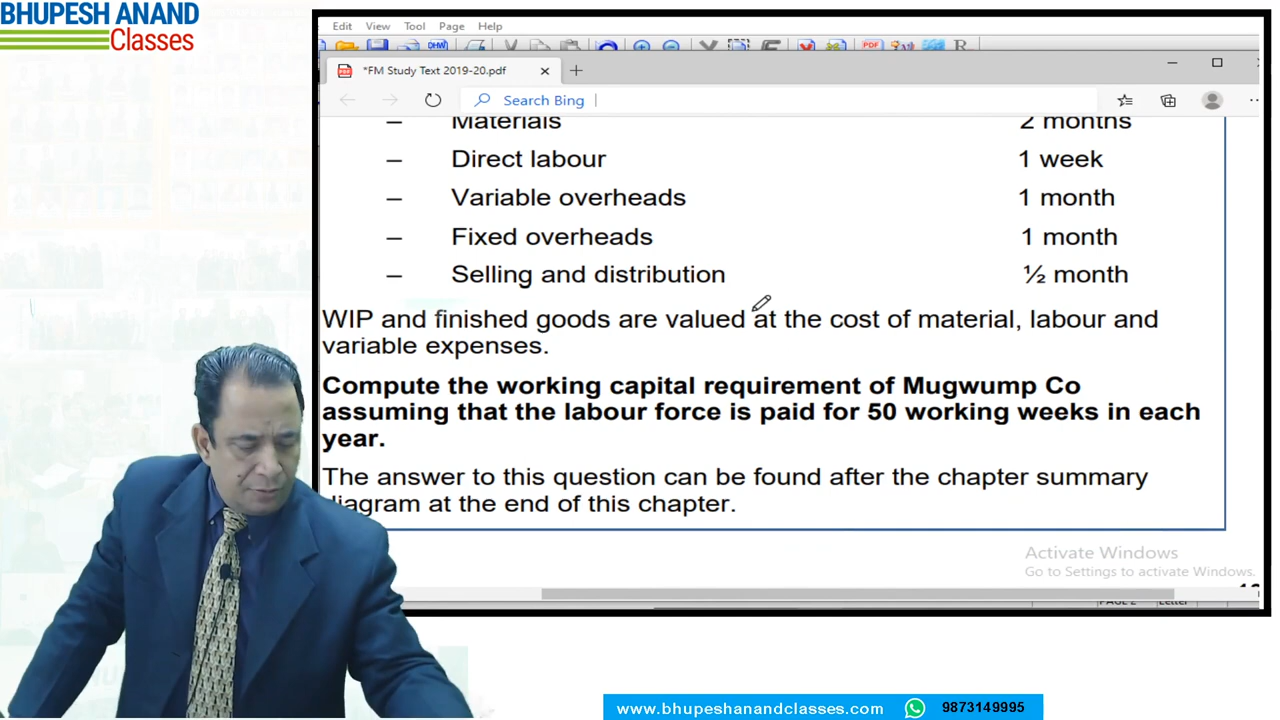 BHUPESH ANAND
Classes
Edit View Tool Page Help
*FM Study Text 2019-20.pdf
Search Bing
– Materials 2 months
– Direct labour 1 week
– Variable overheads 1 month
– Fixed overheads 1 month
– Selling and distribution ½ month
WIP and finished goods are valued at the cost of material, labour and
variable expenses.
Compute the working capital requirement of Mugwump Co
assuming that the labour force is paid for 50 working weeks in each
year.
The answer to this question can be found after the chapter summary
diagram at the end of this chapter.
Activate Windows
Go to Settings to activate Windows.
www.bhupeshanandclasses.com 9873149995